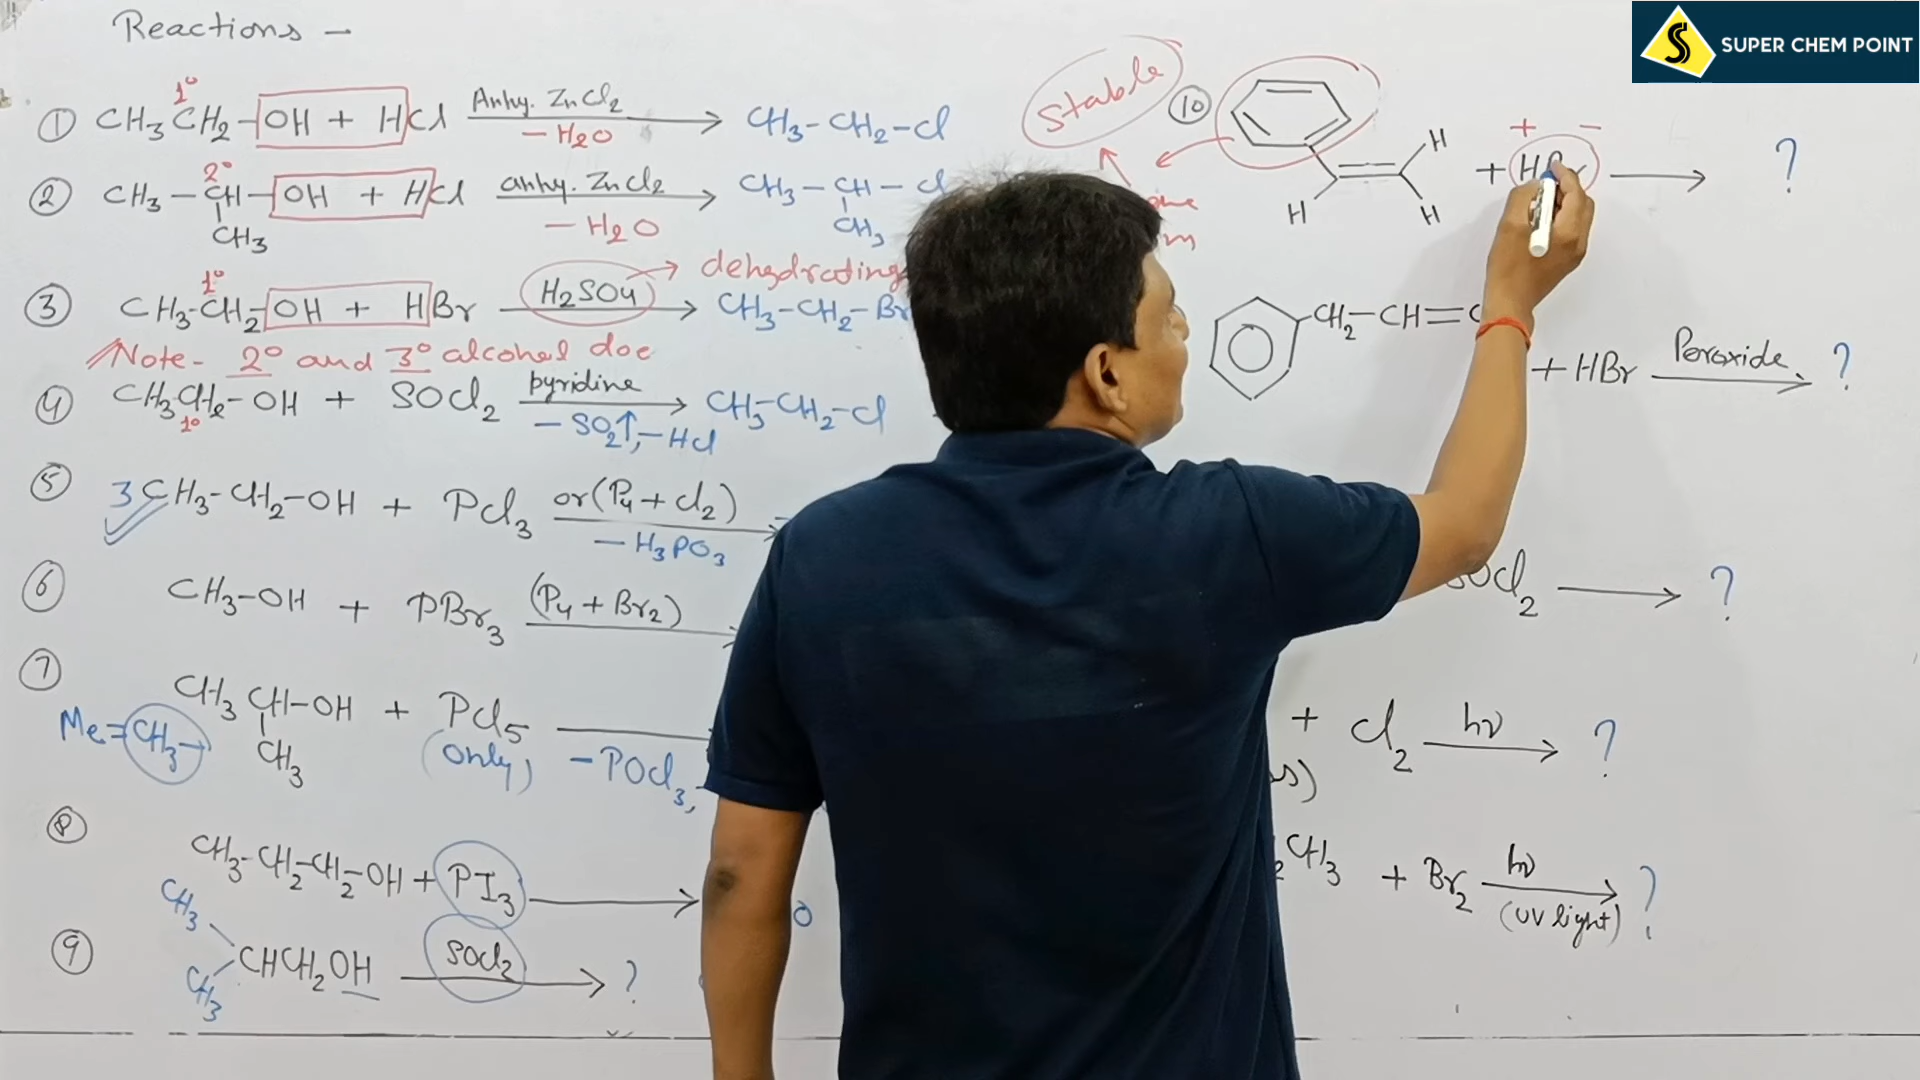 Reactions -
① 1° CH3CH2-OH + HCl Anhy. ZnCl2 - H2O → CH3-CH2-Cl
② 2° CH3-CH-OH + HCl anhy. ZnCl2 - H2O → CH3-CH-Cl
CH3 CH3
③ 1° CH3-CH2-OH + HBr H2SO4 → CH3-CH2-Br
dehydrating
Note- 2° and 3° alcohol doe
④ CH3CH2-OH + SOCl2 pyridine - SO2↑, - HCl → CH3-CH2-Cl
1°
⑤ 3CH3-CH2-OH + PCl3 or (P4 + Cl2) - H3PO3
⑥ CH3-OH + PBr3 (P4 + Br2)
⑦ CH3CH-OH + PCl5
CH3 (only) - POCl3,
Me = CH3-
⑧ CH3-CH2-CH2-OH + PI3 →
⑨ CH3 CH3 CHCH2OH SOCl2 → ?
Stable
⑩ H H H + HBr → ?
+ -
CH2-CH=C + HBr Peroxide → ?
SOCl2 → ?
+ Cl2 hν → ?
2CH3 + Br2 hν (UV light) → ?
S SUPER CHEM POINT